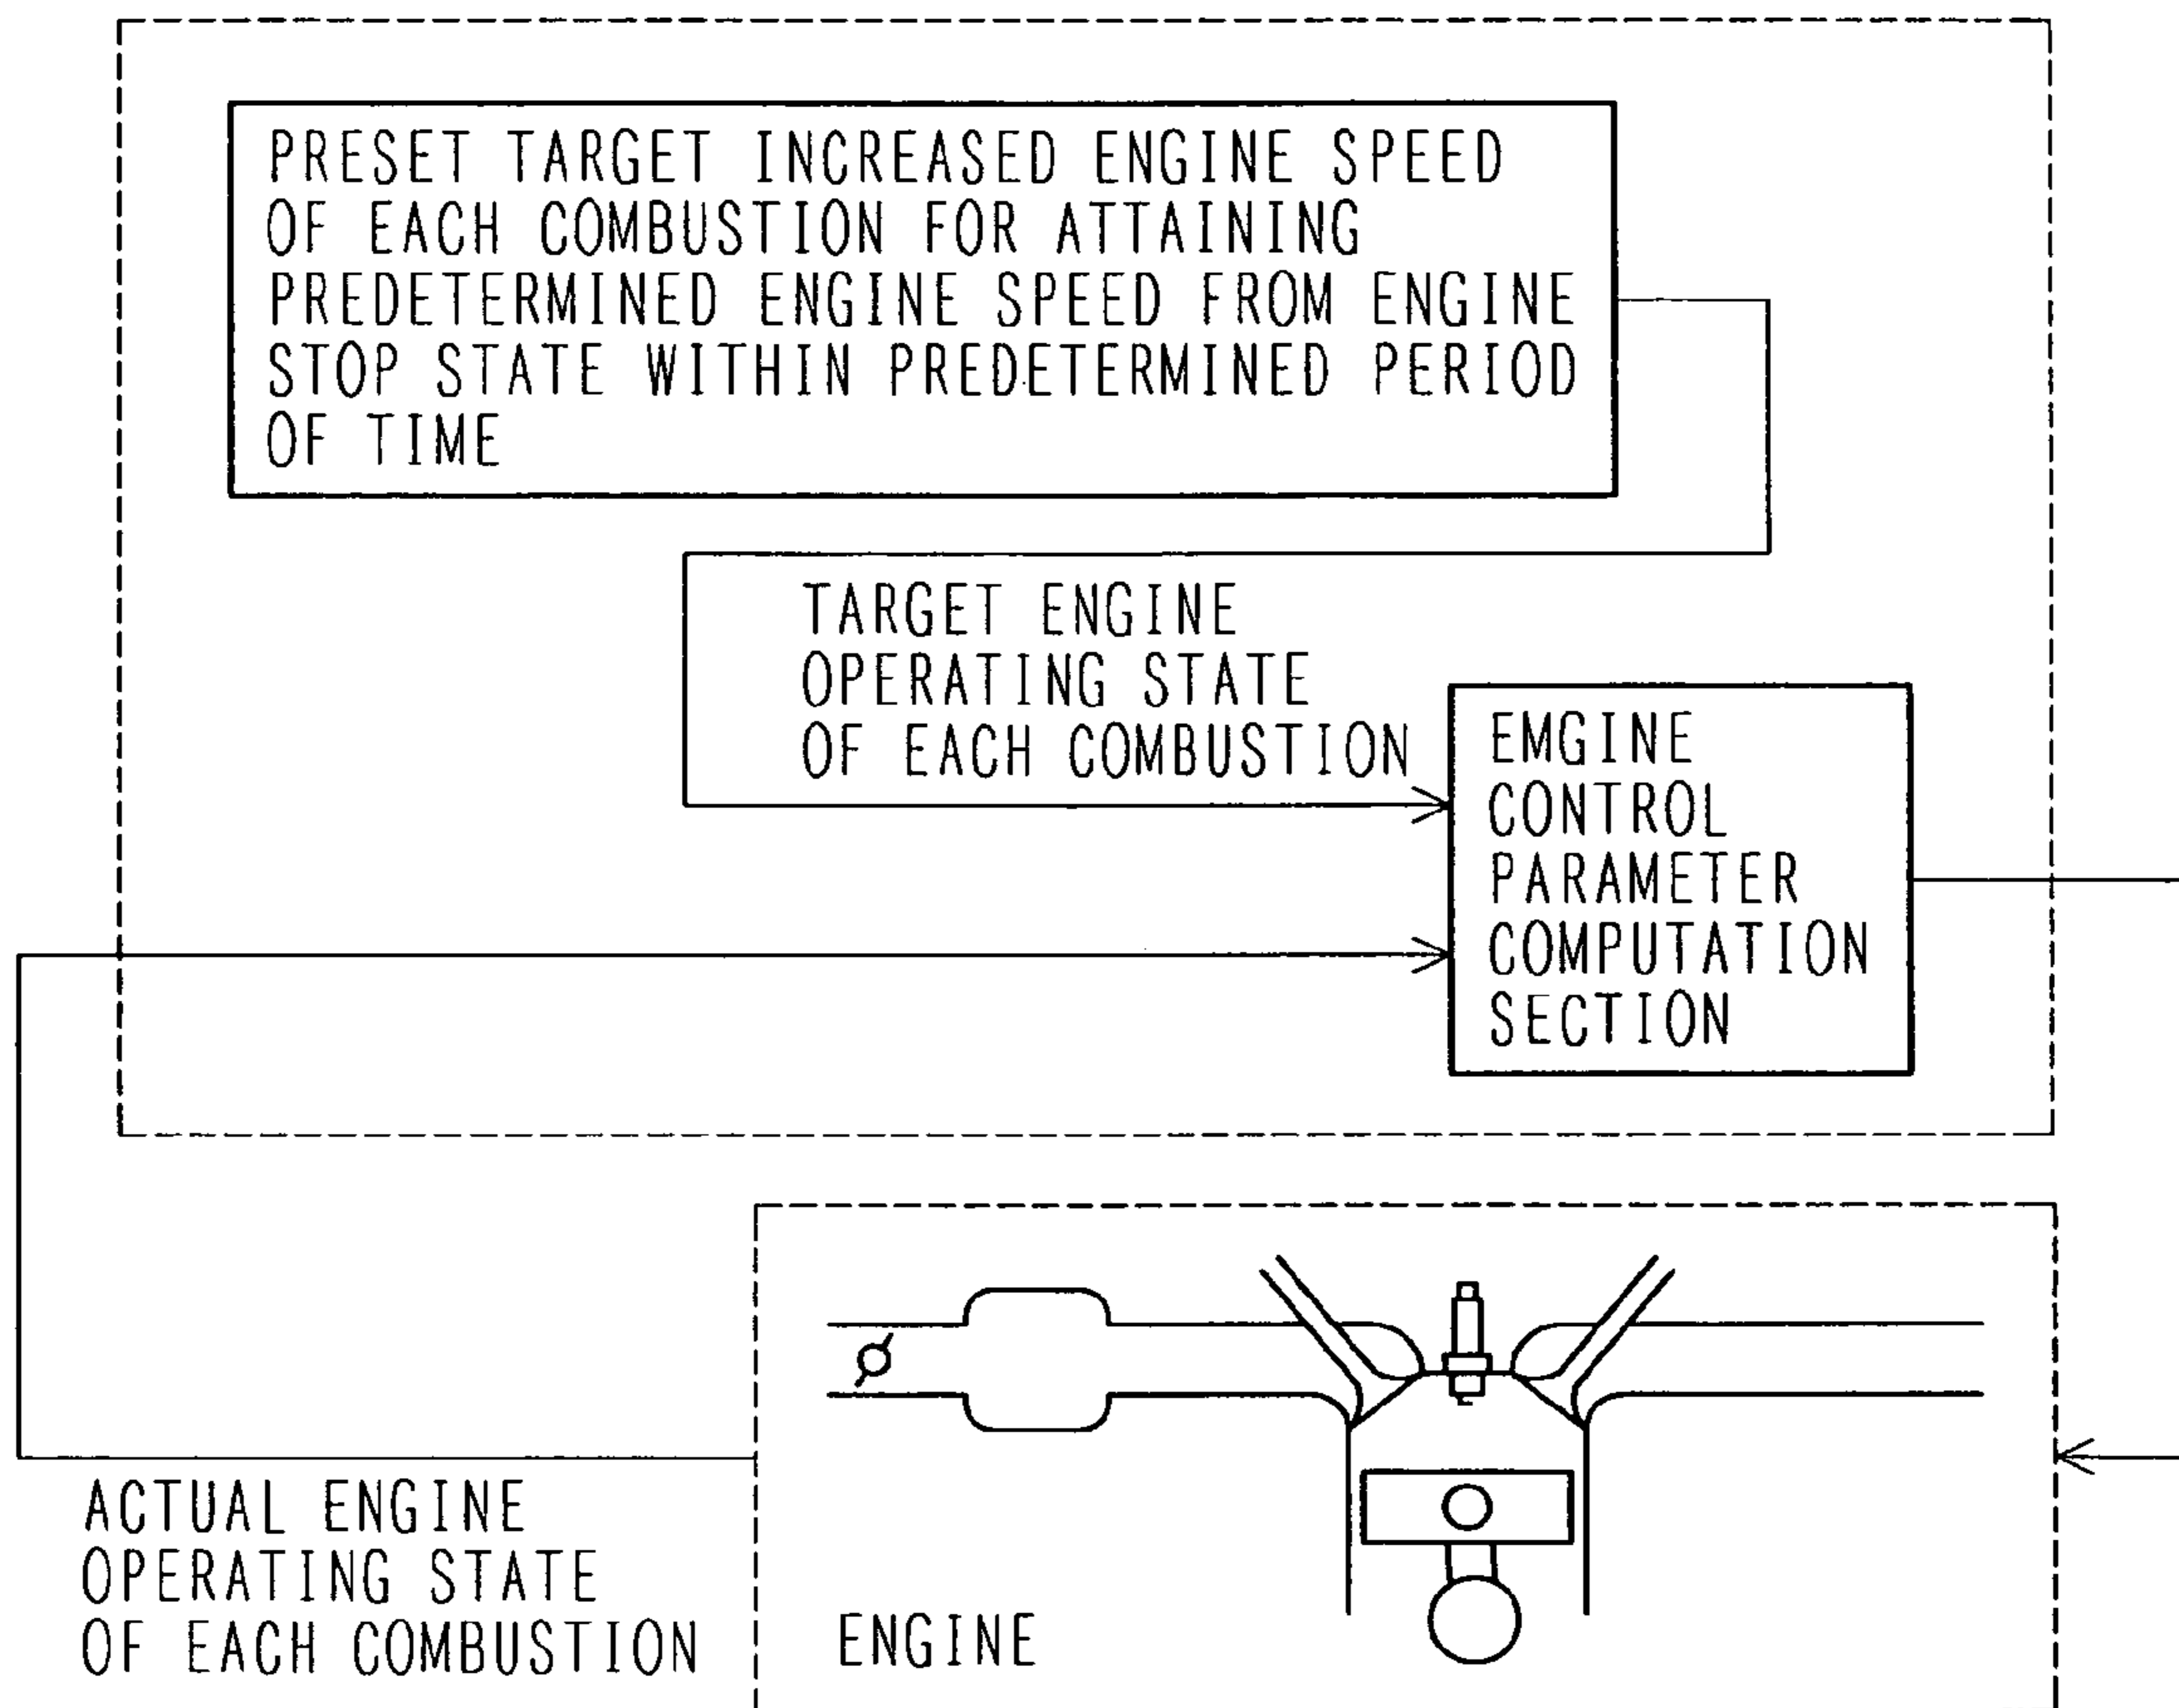 PRESET TARGET INCREASED ENGINE SPEED
OF EACH COMBUSTION FOR ATTAINING
PREDETERMINED ENGINE SPEED FROM ENGINE
STOP STATE WITHIN PREDETERMINED PERIOD
OF TIME
TARGET ENGINE
OPERATING STATE
OF EACH COMBUSTION
EMGINE
CONTROL
PARAMETER
COMPUTATION
SECTION
ACTUAL ENGINE
OPERATING STATE
OF EACH COMBUSTION
ENGINE